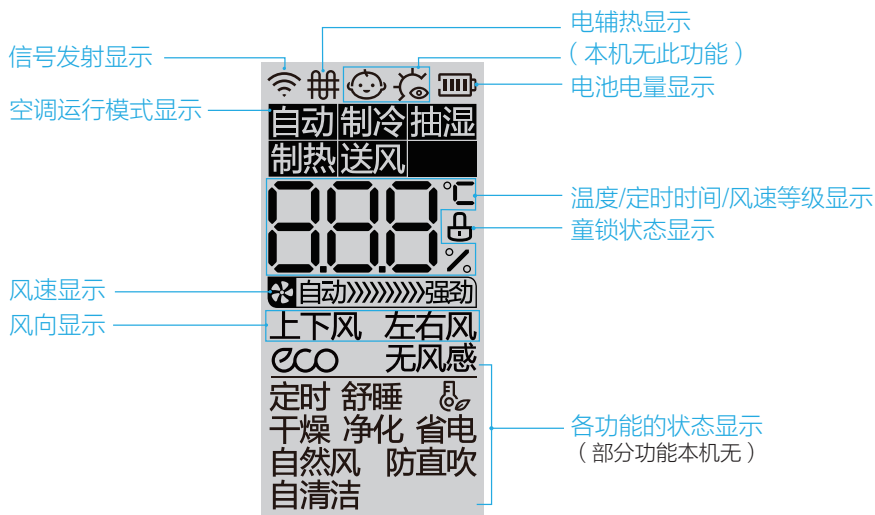 电辅热显示
信号发射显示
（本机无此功能）
电池电量显示
空调运行模式显示
自动 制冷 抽湿
制热 送风
8.8.8 ℃
温度/定时时间/风速等级显示
童锁状态显示
%
风速显示
自动 》》》》》 强劲
风向显示
上下风 左右风
eco 无风感
定时 舒睡
干燥 净化 省电
各功能的状态显示
（部分功能本机无）
自然风 防直吹
自清洁